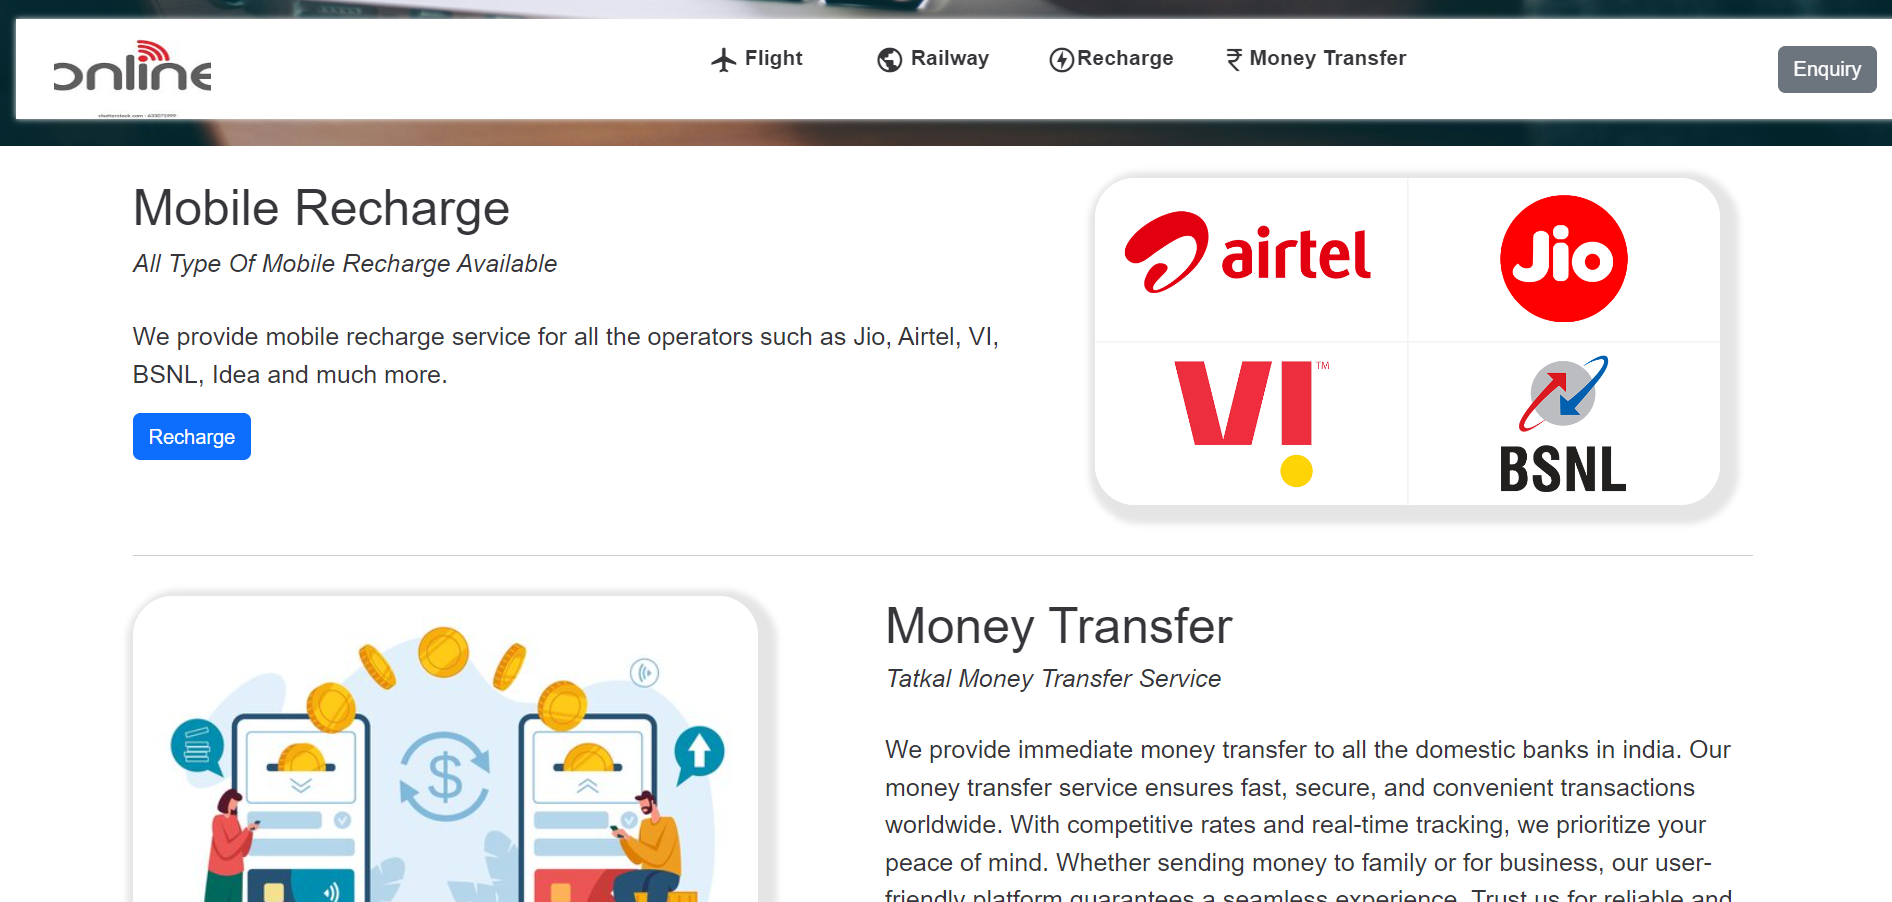 online
shutterstock.com · 633071999
Flight
Railway
Recharge
Money Transfer
Enquiry
Mobile Recharge
All Type Of Mobile Recharge Available
We provide mobile recharge service for all the operators such as Jio, Airtel, VI,
BSNL, Idea and much more.
Recharge
airtel
Jio
VI
TM
BSNL
Money Transfer
Tatkal Money Transfer Service
We provide immediate money transfer to all the domestic banks in india. Our
money transfer service ensures fast, secure, and convenient transactions
worldwide. With competitive rates and real-time tracking, we prioritize your
peace of mind. Whether sending money to family or for business, our user-
friendly platform guarantees a seamless experience. Trust us for reliable and